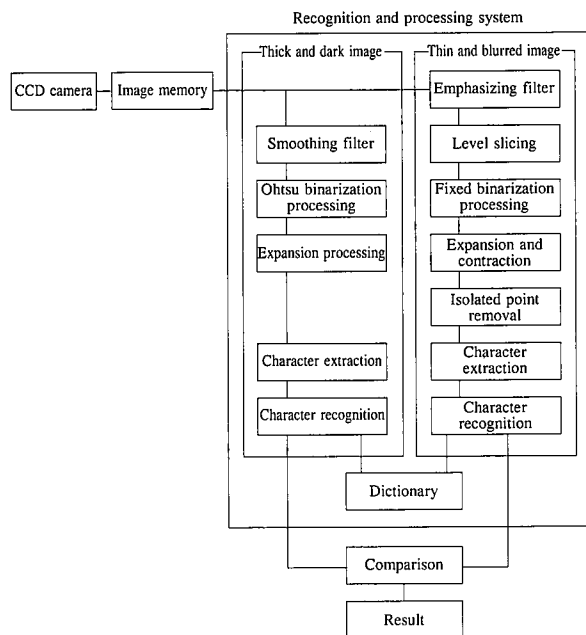 Recognition and processing system
Thick and dark image
Thin and blurred image
CCD camera
Image memory
Emphasizing filter
Smoothing filter
Level slicing
Ohtsu binarization
processing
Fixed binarization
processing
Expansion processing
Expansion and
contraction
Isolated point
removal
Character extraction
Character
extraction
Character recognition
Character
recognition
Dictionary
Comparison
Result